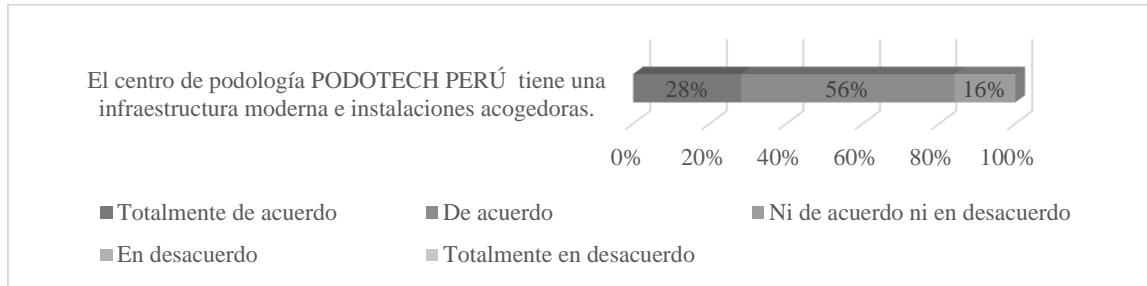 El centro de podología PODOTECH PERÚ tiene una
infraestructura moderna e instalaciones acogedoras.
28% 56% 16%
0% 20% 40% 60% 80% 100%
Totalmente de acuerdo De acuerdo Ni de acuerdo ni en desacuerdo
En desacuerdo Totalmente en desacuerdo